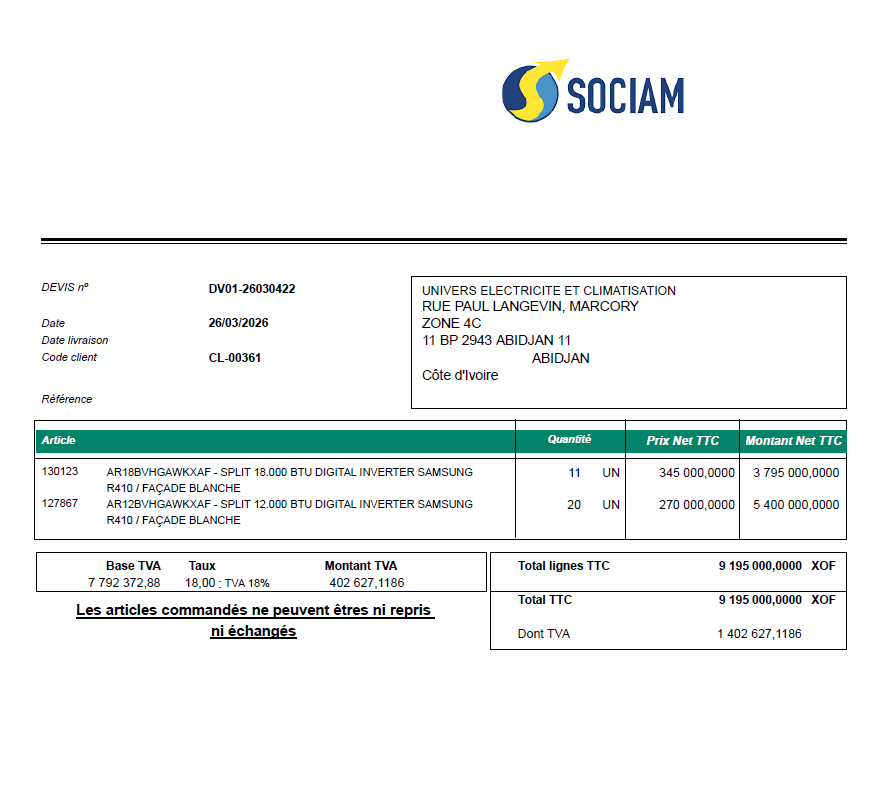 SOCIAM
DEVIS nº DV01-26030422
Date 26/03/2026
Date livraison
Code client CL-00361
Référence
UNIVERS ELECTRICITE ET CLIMATISATION
RUE PAUL LANGEVIN, MARCORY
ZONE 4C
11 BP 2943 ABIDJAN 11
ABIDJAN
Côte d'Ivoire
Article Quantité Prix Net TTC Montant Net TTC
130123 AR18BVHGAWKXAF - SPLIT 18.000 BTU DIGITAL INVERTER SAMSUNG 11 UN 345 000,0000 3 795 000,0000
R410 / FAÇADE BLANCHE
127867 AR12BVHGAWKXAF - SPLIT 12.000 BTU DIGITAL INVERTER SAMSUNG 20 UN 270 000,0000 5 400 000,0000
R410 / FAÇADE BLANCHE
Base TVA Taux Montant TVA
7 792 372,88 18,00 : TVA 18% 402 627,1186
Les articles commandés ne peuvent êtres ni repris
ni échangés
Total lignes TTC 9 195 000,0000 XOF
Total TTC 9 195 000,0000 XOF
Dont TVA 1 402 627,1186